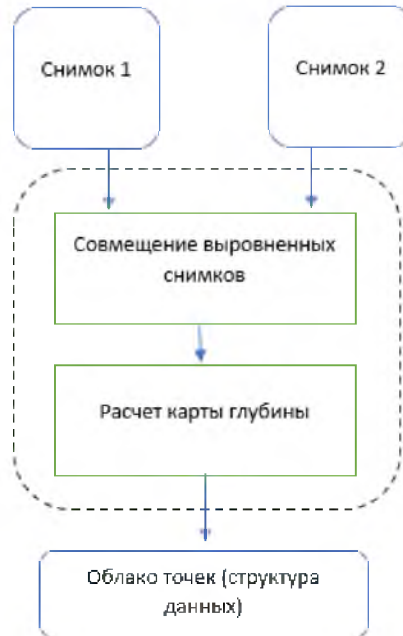 Снимок 1
Снимок 2
Совмещение выровненных
снимков
Расчет карты глубины
Облако точек (структура
данных)